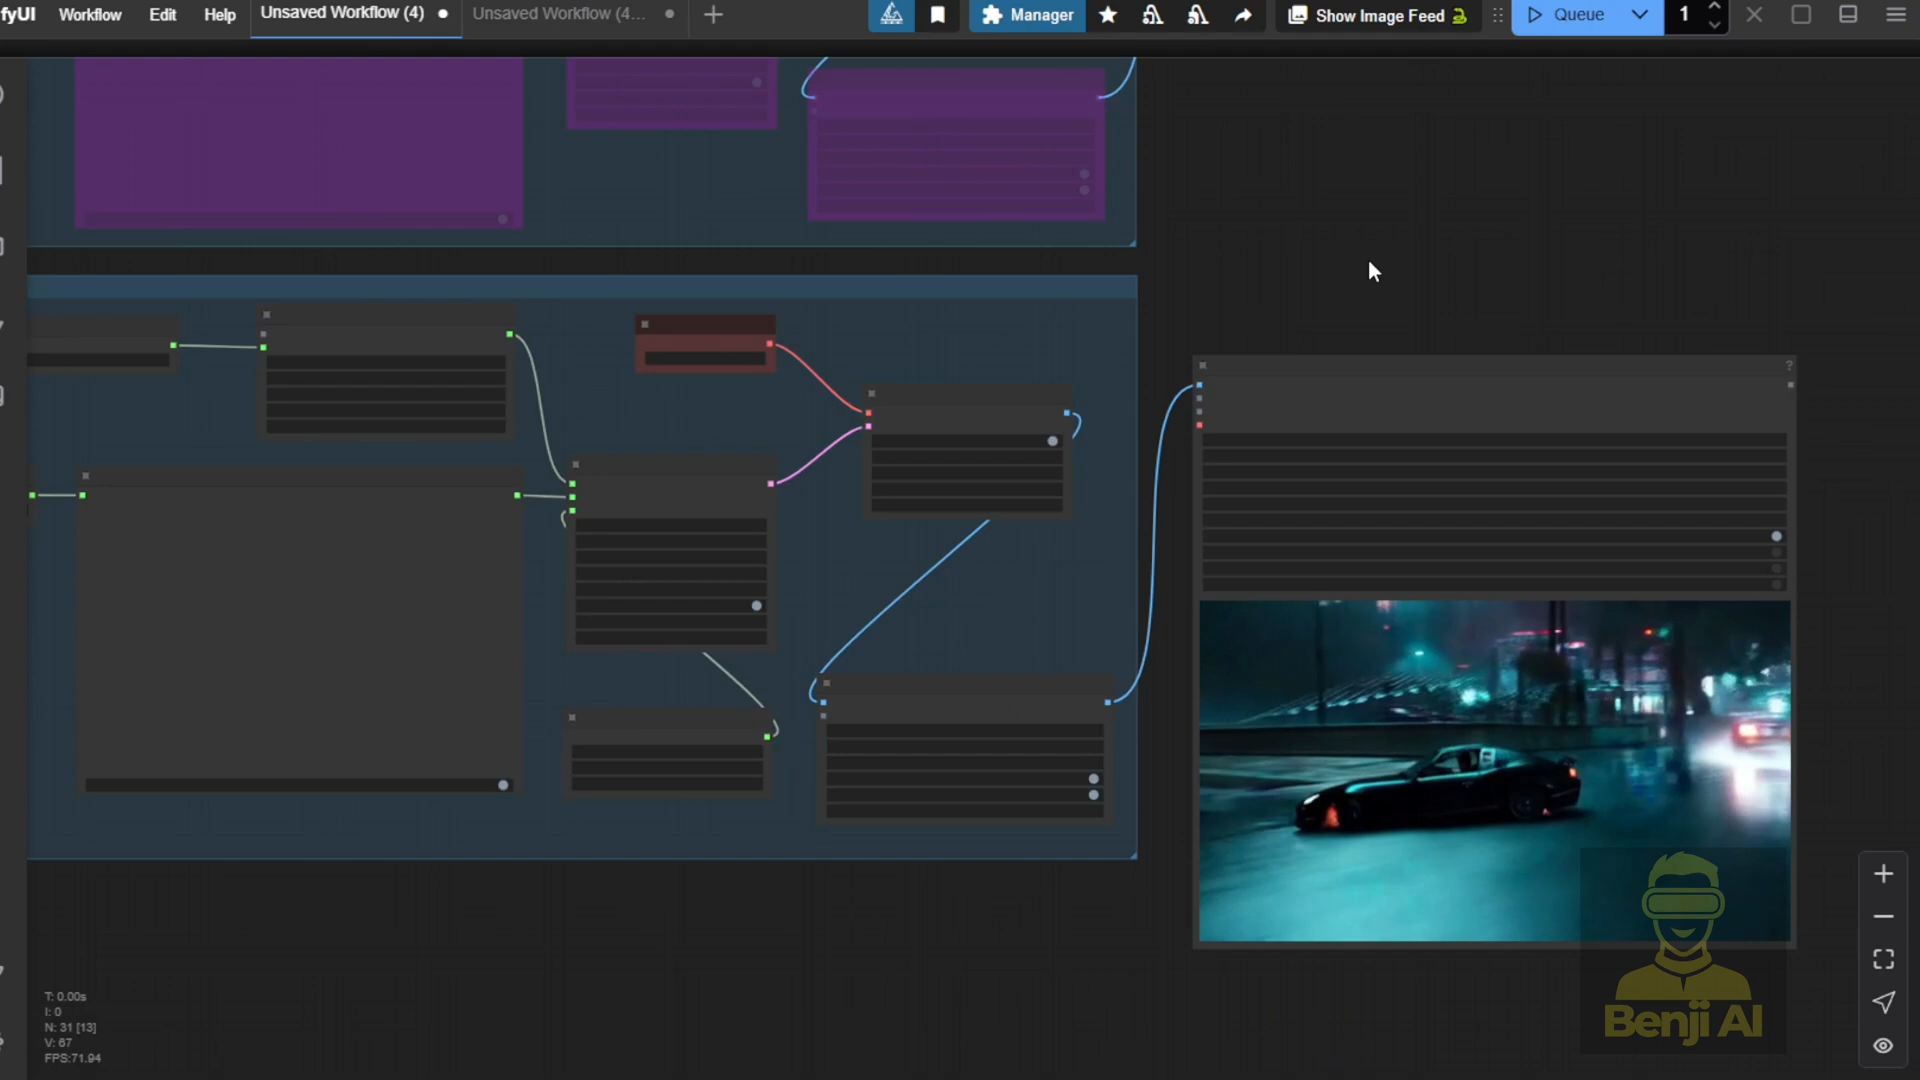 fyUI
Workflow
Edit
Help
Unsaved Workflow (4)
Unsaved Workflow (4...
Manager
Show Image Feed
Queue
1
?
T: 0.00s
I: 0
N: 31 [13]
V: 67
FPS:71.94
Benji AI